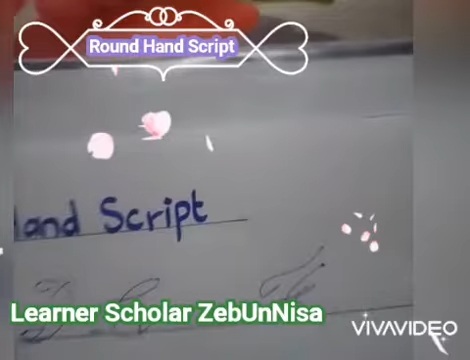 Round Hand Script
and Script
Learner Scholar ZebUnNisa
VIVAVIDEO